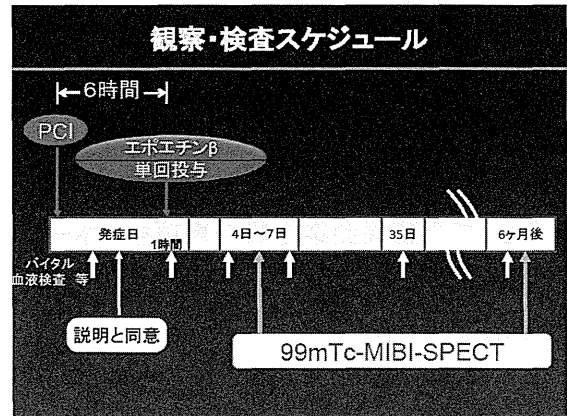 観察・検査スケジュール
6時間
PCI
エポエチンβ
単回投与
発症日
1時間
4日~7日
35日
6ヶ月後
バイタル
血液検査 等
説明と同意
99mTc-MIBI-SPECT